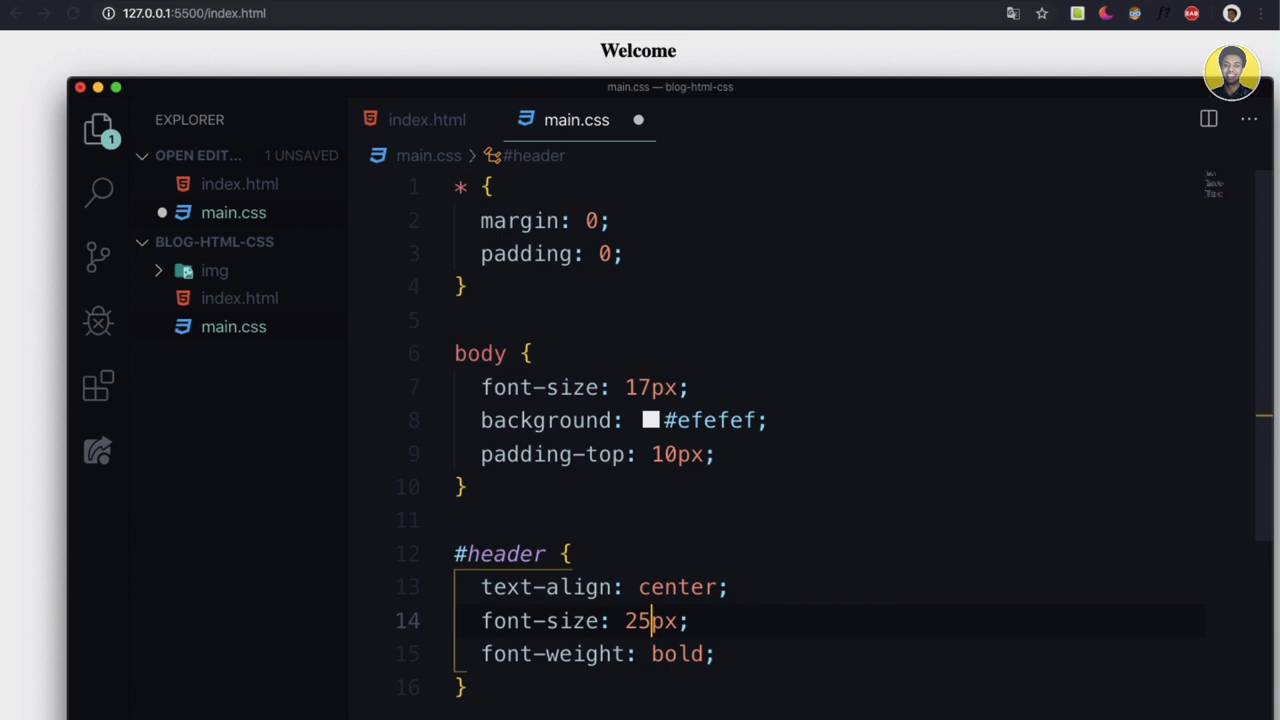 127.0.0.1:5500/index.html
f?
EAB
Welcome
main.css — blog-html-css
EXPLORER
index.html
main.css
1
OPEN EDIT...
1 UNSAVED
main.css
#header
index.html
main.css
BLOG-HTML-CSS
img
index.html
main.css
1 * {
2 margin: 0;
3 padding: 0;
4 }
5
6 body {
7 font-size: 17px;
8 background: #efefef;
9 padding-top: 10px;
10 }
11
12 #header {
13 text-align: center;
14 font-size: 25px;
15 font-weight: bold;
16 }